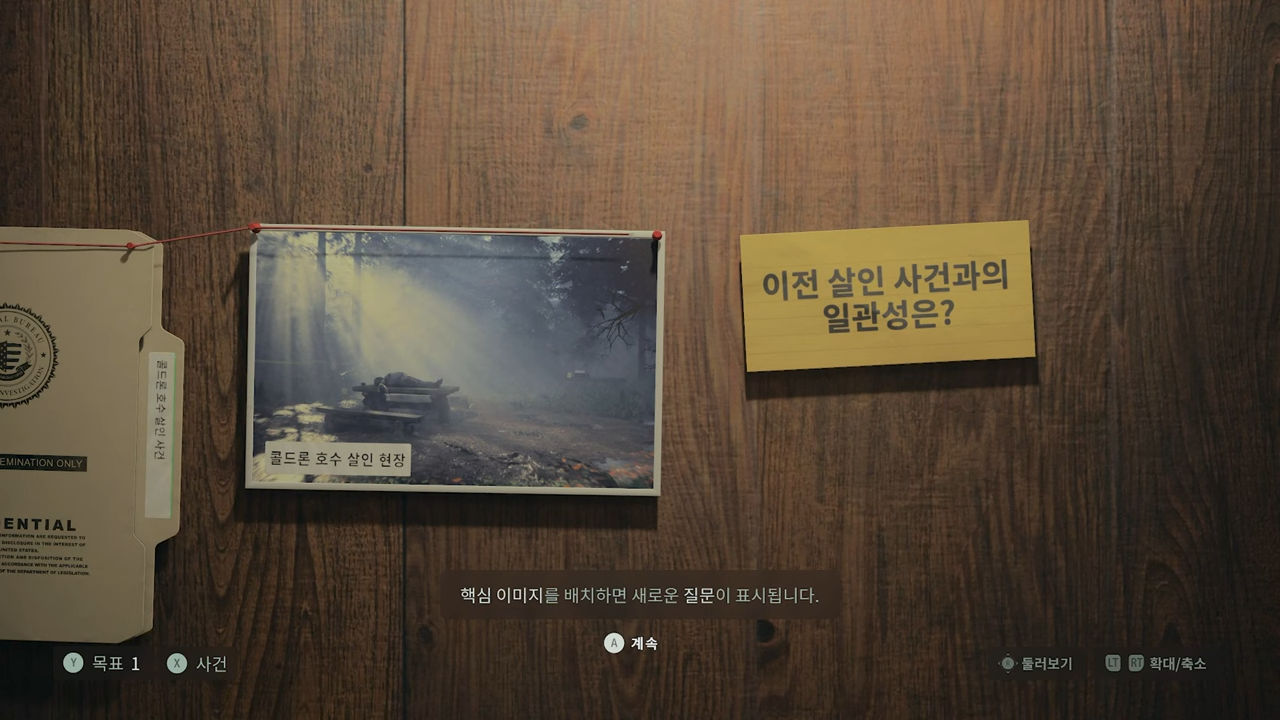 이전 살인 사건과의
일관성은?
콜드론 호수 살인 사건
EMINATION ONLY
ENTIAL
콜드론 호수 살인 현장
핵심 이미지를 배치하면 새로운 질문이 표시됩니다.
A 계속
Y 목표 1
X 사건
둘러보기
LT RT 확대/축소